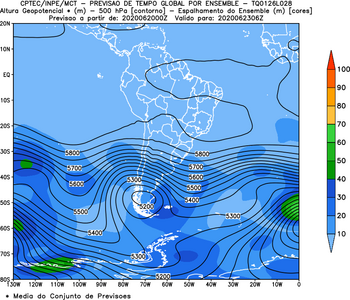 CPTEC/INPE/MCT - PREVISAO DE TEMPO GLOBAL POR ENSEMBLE - TQ0126L028
Altura Geopotencial * (m) - 500 hPa [contorno] - Espalhamento do Ensemble (m) [cores]
Previsao a partir de: 2020062000Z Valido para: 2020062306Z
20N
10N
EQ
10S
20S
30S
40S
50S
60S
70S
80S
130W 120W 110W 100W 90W 80W 70W 60W 50W 40W 30W 20W 10W 0
5800
5700
5600
5500
5400
5300
5200
5800
5700
5600
5500
5400
5300
5300
5200
100
90
80
70
60
50
40
30
20
10
* Media do Conjunto de Previsoes